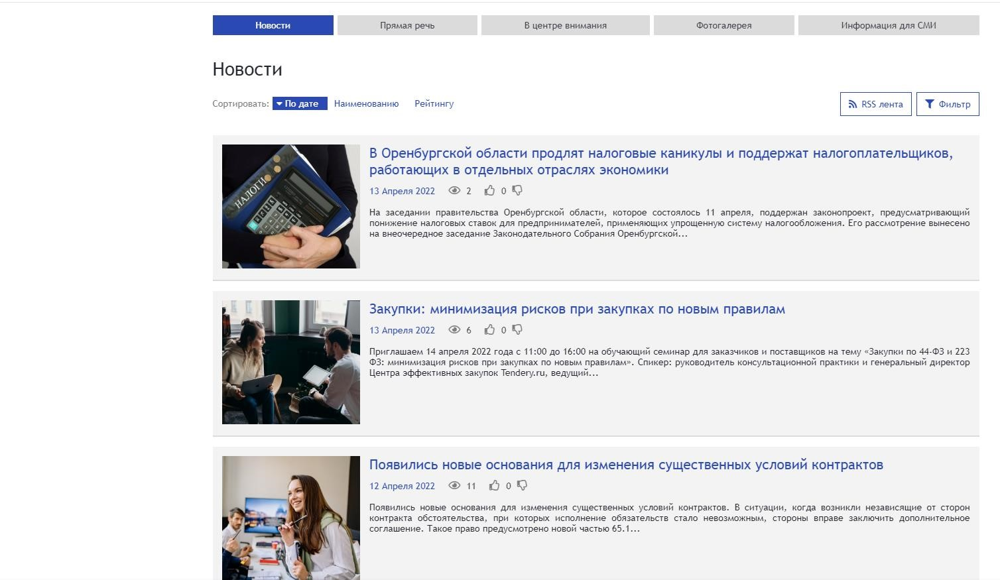 Новости
Прямая речь
В центре внимания
Фотогалерея
Информация для СМИ
Новости
Сортировать: По дате Наименованию Рейтингу
RSS лента
Фильтр
НАЛОГИ
В Оренбургской области продлят налоговые каникулы и поддержат налогоплательщиков,
работающих в отдельных отраслях экономики
13 Апреля 2022 2 0
На заседании правительства Оренбургской области, которое состоялось 11 апреля, поддержан законопроект, предусматривающий
понижение налоговых ставок для предпринимателей, применяющих упрощенную систему налогообложения. Его рассмотрение вынесено
на внеочередное заседание Законодательного Собрания Оренбургской...
Закупки: минимизация рисков при закупках по новым правилам
13 Апреля 2022 6 0
Приглашаем 14 апреля 2022 года с 11:00 до 16:00 на обучающий семинар для заказчиков и поставщиков на тему «Закупки по 44-ФЗ и 223
ФЗ: минимизация рисков при закупках по новым правилам». Спикер: руководитель консультационной практики и генеральный директор
Центра эффективных закупок Tendery.ru, ведущий...
Появились новые основания для изменения существенных условий контрактов
12 Апреля 2022 11 0
Появились новые основания для изменения существенных условий контрактов. В ситуации, когда возникли независящие от сторон
контракта обстоятельства, при которых исполнение обязательств стало невозможным, стороны вправе заключить дополнительное
соглашение. Такое право предусмотрено новой частью 65.1...